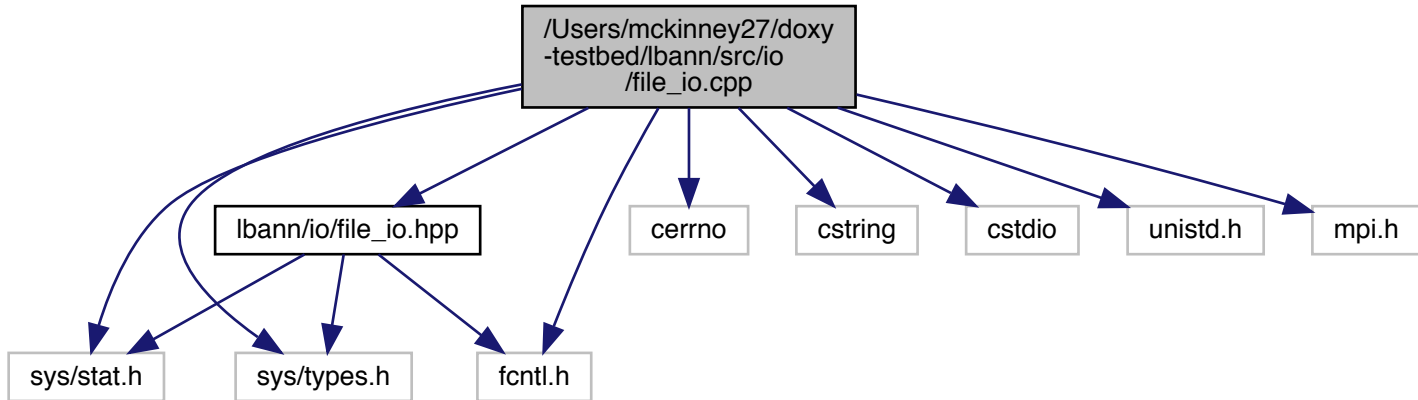 /Users/mckinney27/doxy
-testbed/lbann/src/io
/file_io.cpp
lbann/io/file_io.hpp
cerrno
cstring
cstdio
unistd.h
mpi.h
sys/stat.h
sys/types.h
fcntl.h